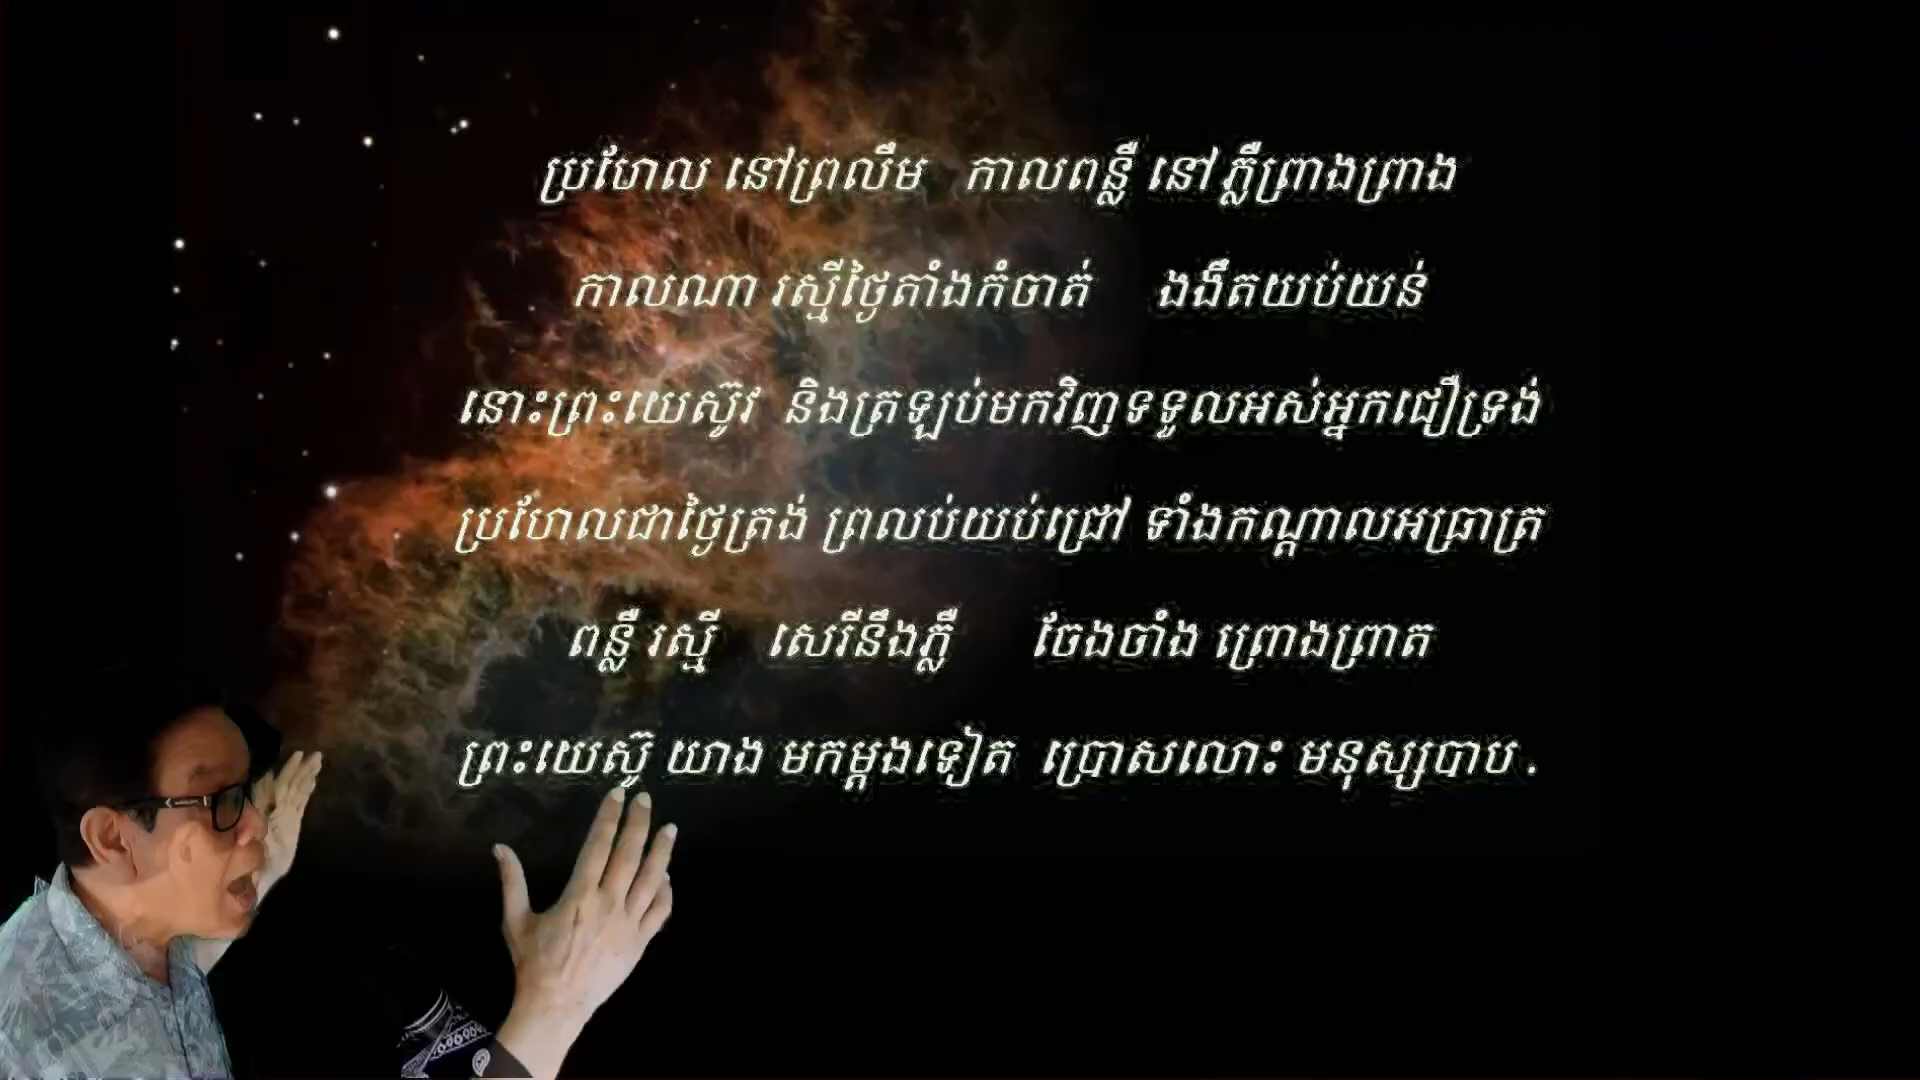 ប្រហែល នៅព្រលឹម កាលពន្លឺ នៅភ្លឺព្រាងព្រាង
កាលណា រស្មីថ្ងៃតាំងកំចាត់ ងងឹតយប់យន់
នោះព្រះយេស៊ូវ និងត្រឡប់មកវិញទទួលអស់អ្នកជឿទ្រង់
ប្រហែលជាថ្ងៃត្រង់ ព្រលប់យប់ជ្រៅ ទាំងកណ្ដាលអធ្រាត្រ
ពន្លឺ រស្មី សេរីនឹងភ្លឺ ចែងចាំង ព្រោងព្រាត
ព្រះយេស៊ូ យាង មកម្ដងទៀត ប្រោសលោះ មនុស្សបាប .